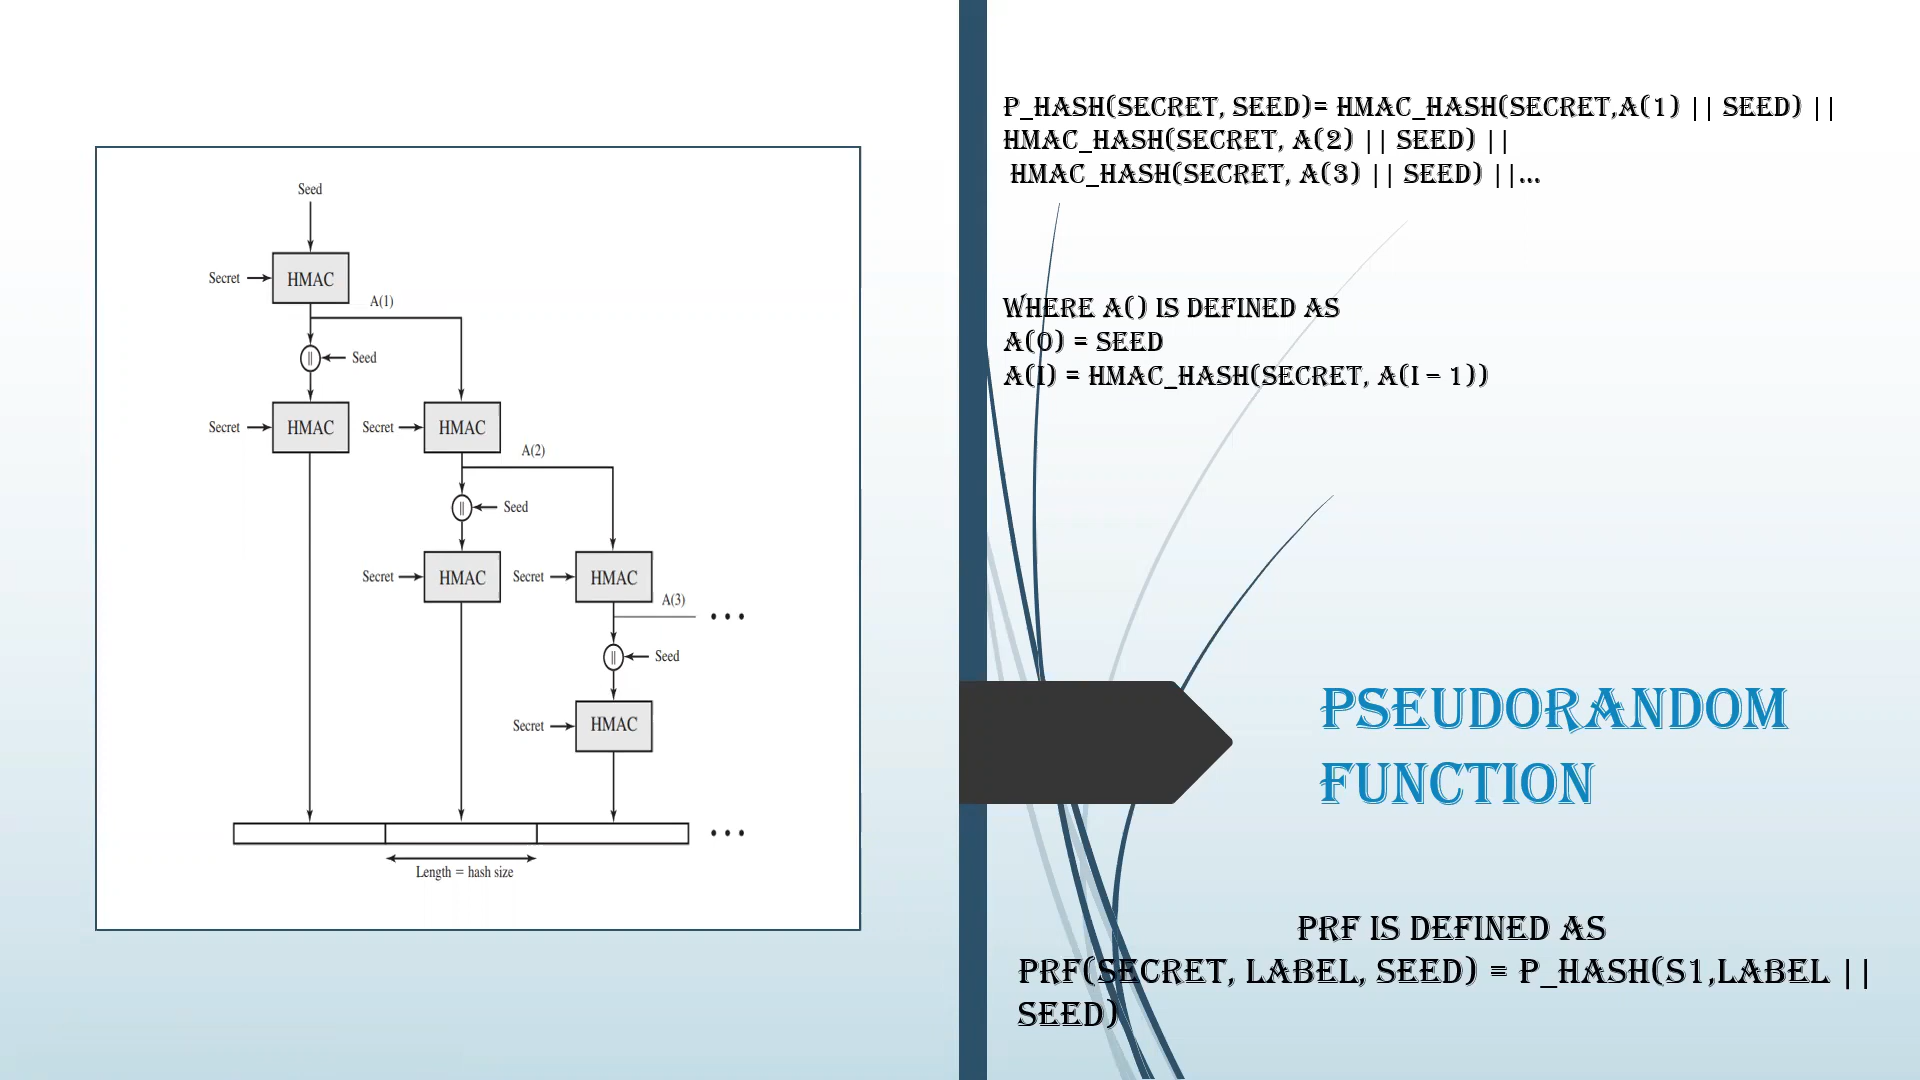 Seed
Secret
HMAC
A(1)
||
Seed
Secret
HMAC
Secret
HMAC
A(2)
||
Seed
Secret
HMAC
Secret
HMAC
A(3)
• • •
||
Seed
Secret
HMAC
• • •
Length = hash size
P_HASH(SECRET, SEED)= HMAC_HASH(SECRET,A(1) || SEED) ||
HMAC_HASH(SECRET, A(2) || SEED) ||
HMAC_HASH(SECRET, A(3) || SEED) ||...
WHERE A() IS DEFINED AS
A(0) = SEED
A(I) = HMAC_HASH(SECRET, A(I – 1))
PSEUDORANDOM
FUNCTION
PRF IS DEFINED AS
PRF(SECRET, LABEL, SEED) = P_HASH(S1,LABEL ||
SEED)